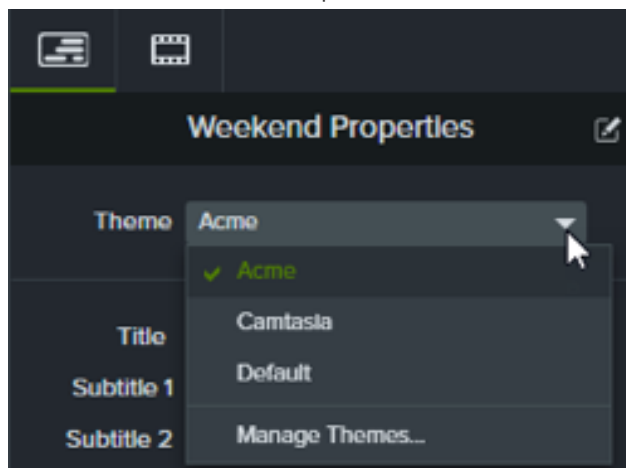 Weekend Properties
Theme Acme
Acme
Camtasia
Default
Manage Themes...
Title
Subtitle 1
Subtitle 2